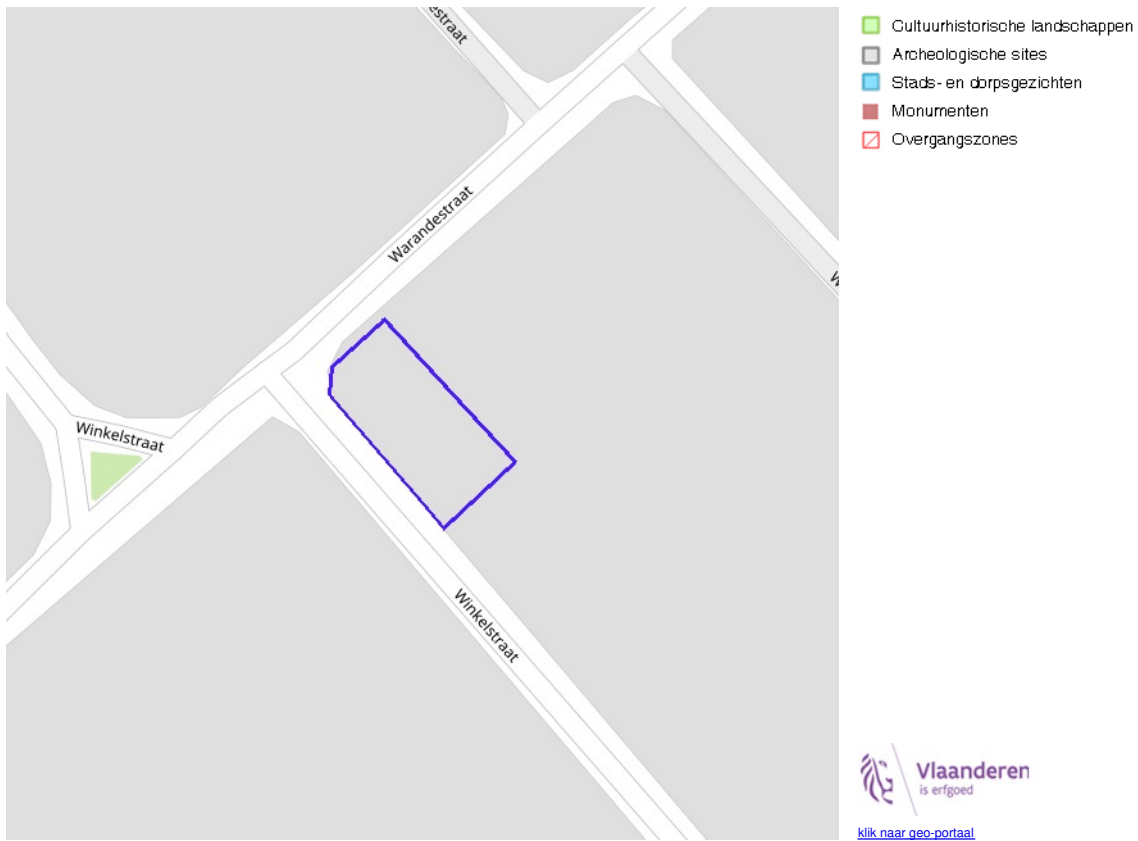 estraat
Warandestraat
Winkelstraat
Winkelstraat
W
Cultuurhistorische landschappen
Archeologische sites
Stads- en dorpsgezichten
Monumenten
Overgangszones
Vlaanderen
is erfgoed
klik naar geo-portaal